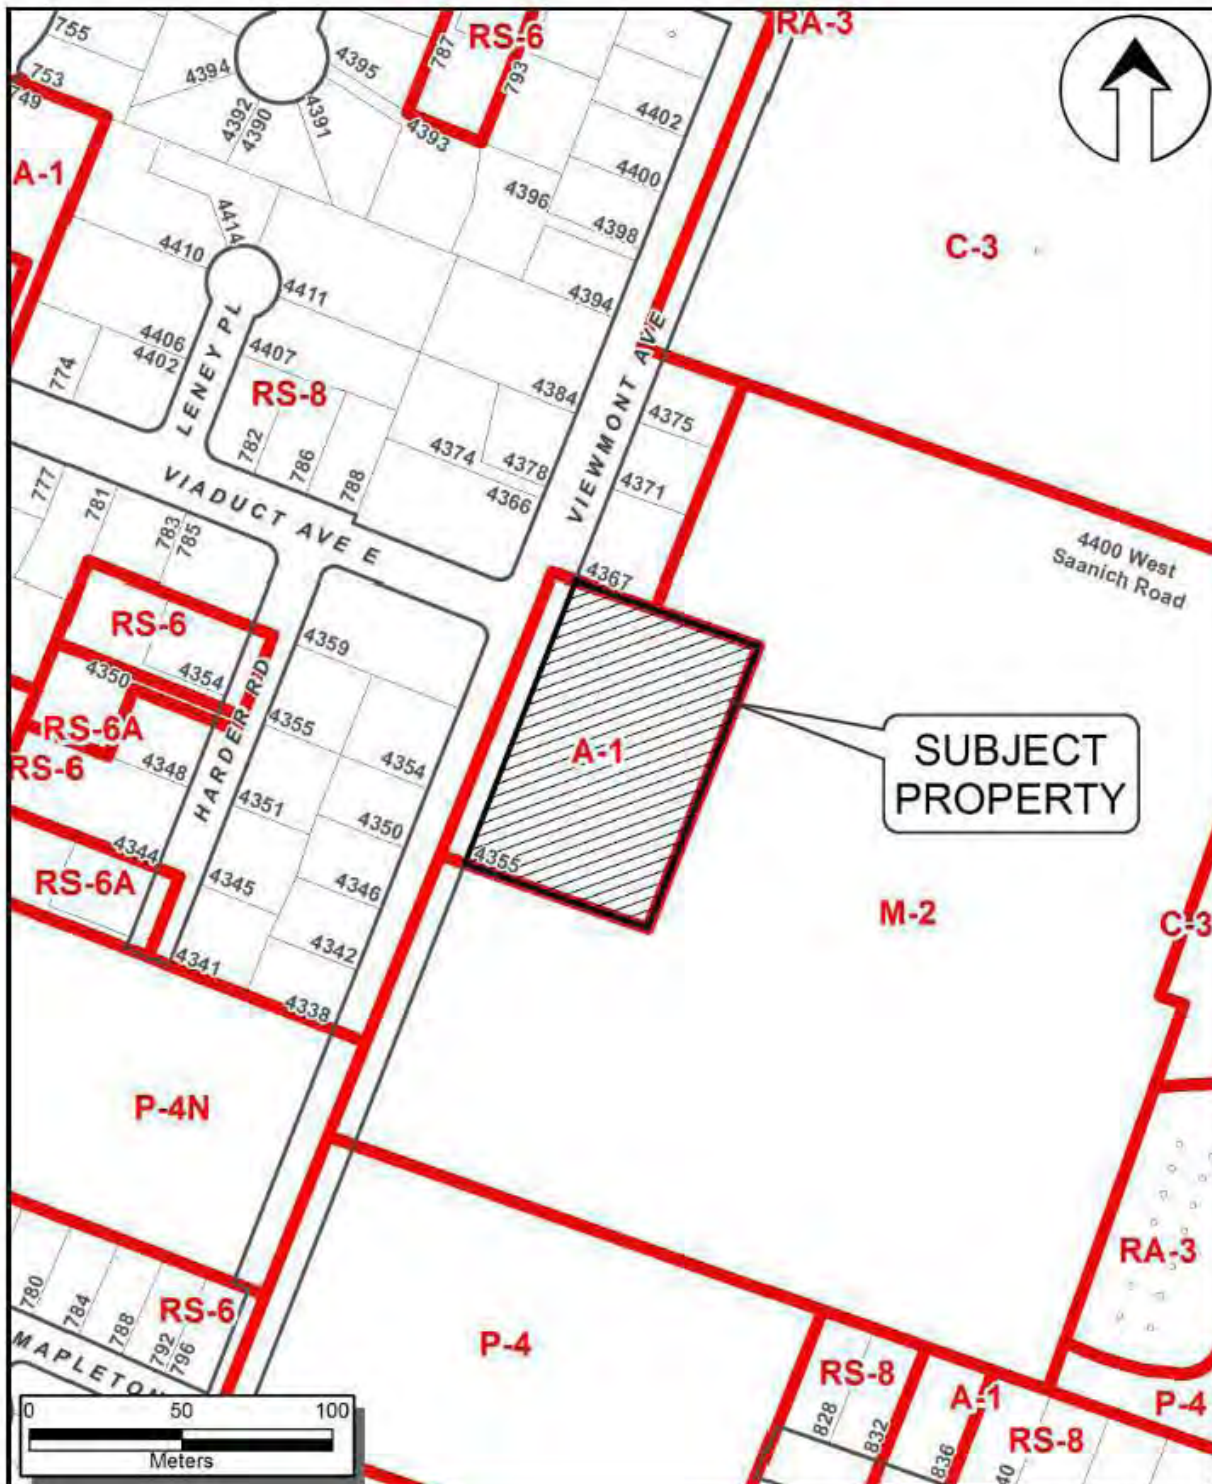 755
753
749
A-1
4394
4392
4390
4391
4395
4393
787
RS-6
793
RA-3
4402
4400
4396
4398
4394
C-3
4414
4410
4411
4406
4402
774
4407
LENEY PL
RS-8
782
786
788
4384
4374
4378
4366
VIEWMONT AVE
4375
4371
4367
4400 West
Saanich Road
VIADUCT AVE E
777
781
783
785
RS-6
4350
4354
RS-6A
RS-6
4348
HARDER RD
4359
4355
4354
4351
4350
4344
RS-6A
4345
4346
4342
4341
4338
A-1
4355
SUBJECT
PROPERTY
M-2
C-3
P-4N
RA-3
780
784
788
792
796
RS-6
MAPLETON
P-4
RS-8
828
832
A-1
836
RS-8
P-4
0 50 100
Meters